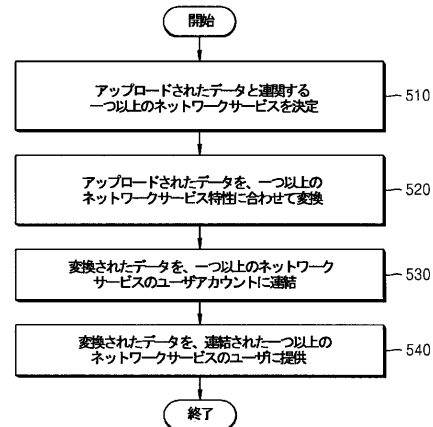 開始
アップロードされたデータと連関する
一つ以上のネットワークサービスを決定
510
アップロードされたデータを、一つ以上の
ネットワークサービス特性に合わせて変換
520
変換されたデータを、一つ以上のネットワーク
サービスのユーザアカウントに連結
530
変換されたデータを、連結された一つ以上の
ネットワークサービスのユーザに提供
540
終了